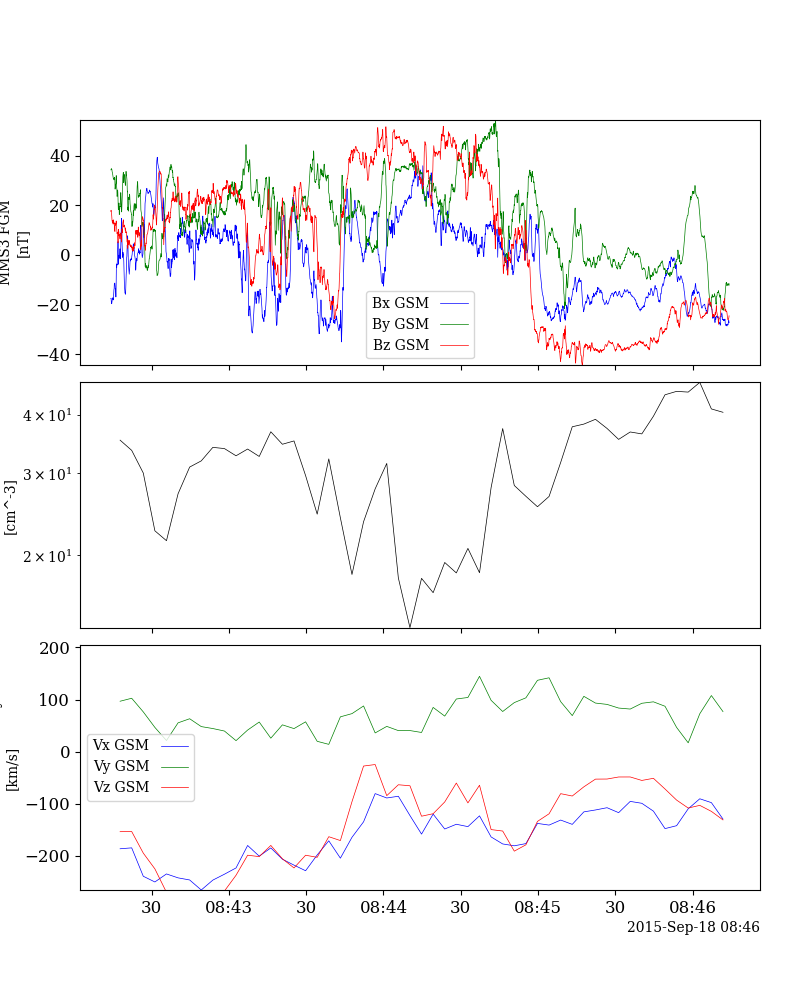 MMS3 FGM
[nT]
40
20
0
−20
−40
Bx GSM
By GSM
Bz GSM
[cm^-3]
4×10¹
3×10¹
2×10¹
[km/s]
200
100
0
−100
−200
Vx GSM
Vy GSM
Vz GSM
30 08:43 30 08:44 30 08:45 30 08:46
2015-Sep-18 08:46